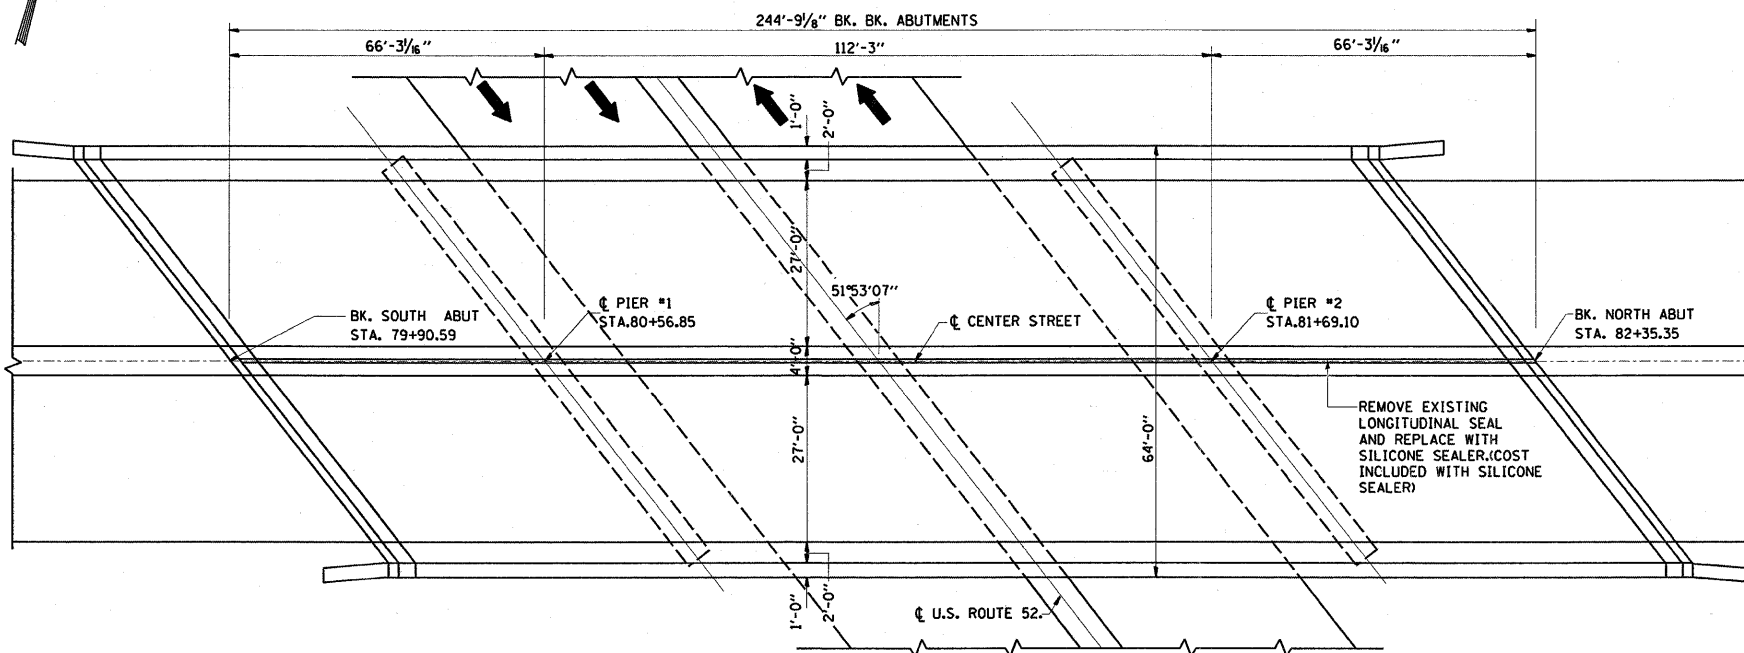 244'-9⅛" BK. BK. ABUTMENTS
66'-3¹⁄₁₆"
112'-3"
66'-3¹⁄₁₆"
1'-0"
2'-0"
27'-0"
51°53'07"
BK. SOUTH ABUT
STA. 79+90.59
℄ PIER #1
STA.80+56.85
℄ CENTER STREET
℄ PIER #2
STA.81+69.10
BK. NORTH ABUT
STA. 82+35.35
4'-0"
27'-0"
64'-0"
REMOVE EXISTING
LONGITUDINAL SEAL
AND REPLACE WITH
SILICONE SEALER.(COST
INCLUDED WITH SILICONE
SEALER)
1'-0"
2'-0"
℄ U.S. ROUTE 52.